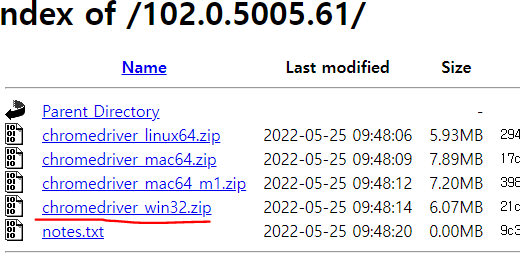 ndex of /102.0.5005.61/
Name Last modified Size
Parent Directory -
chromedriver_linux64.zip 2022-05-25 09:48:06 5.93MB 294
chromedriver_mac64.zip 2022-05-25 09:48:09 7.89MB 17c
chromedriver_mac64_m1.zip 2022-05-25 09:48:12 7.20MB 398
chromedriver_win32.zip 2022-05-25 09:48:14 6.07MB 21c
notes.txt 2022-05-25 09:48:20 0.00MB 9c3